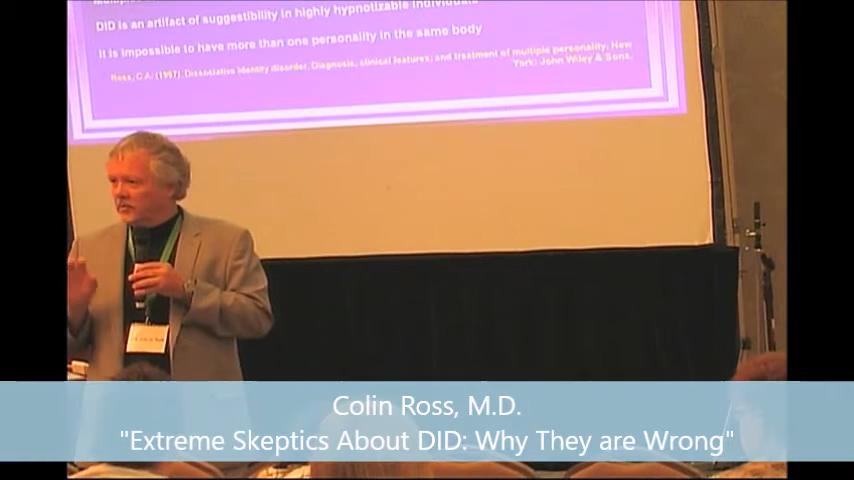 DID is an artifact of suggestibility in highly hypnotizable individuals
It is impossible to have more than one personality in the same body
Ross, C.A. (1997). Dissociative identity disorder. Diagnosis, clinical features, and treatment of multiple personality. New
York: John Wiley & Sons.
Colin Ross, M.D.
"Extreme Skeptics About DID: Why They are Wrong"